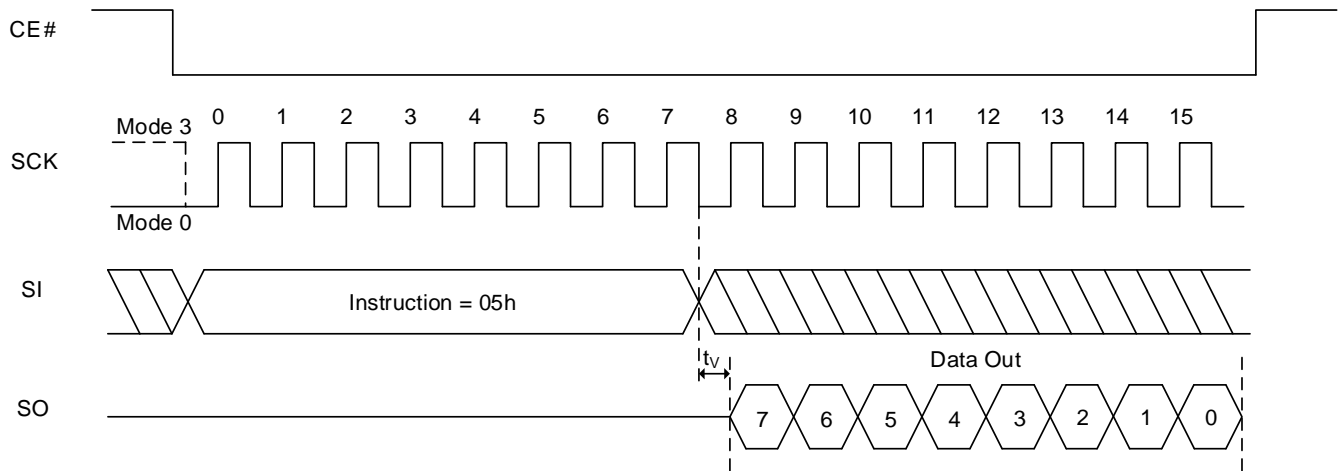 CE#
Mode 3
0 1 2 3 4 5 6 7 8 9 10 11 12 13 14 15
SCK
Mode 0
SI
Instruction = 05h
tV
Data Out
SO
7 6 5 4 3 2 1 0